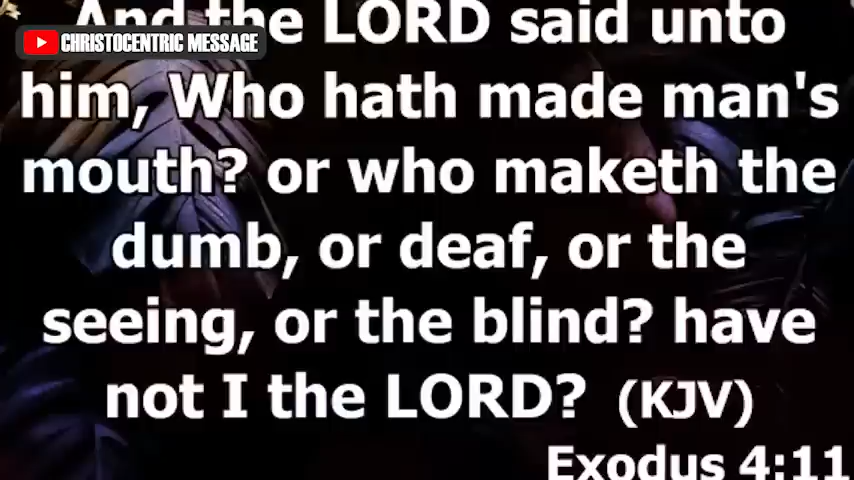 And the LORD said unto
CHRISTOCENTRIC MESSAGE
him, Who hath made man's
mouth? or who maketh the
dumb, or deaf, or the
seeing, or the blind? have
not I the LORD? (KJV)
Exodus 4:11